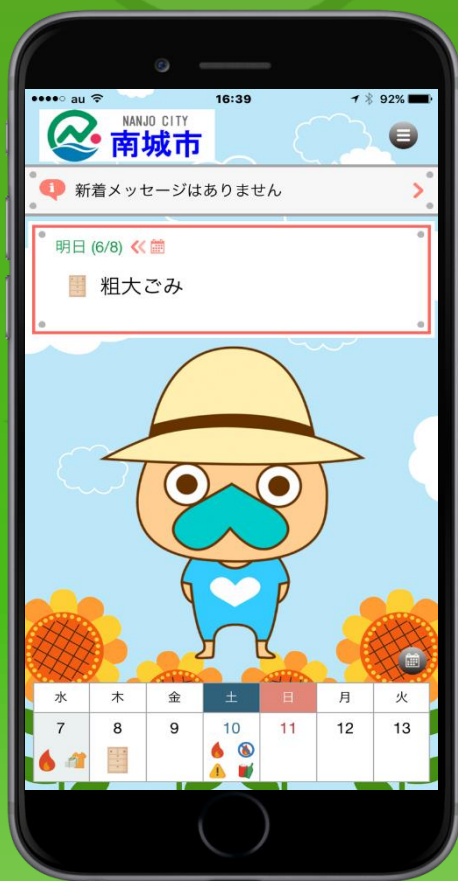 au
16:39
92%
NANJO CITY
南城市
新着メッセージはありません
明日 (6/8)
粗大ごみ
水 木 金 土 日 月 火
7 8 9 10 11 12 13